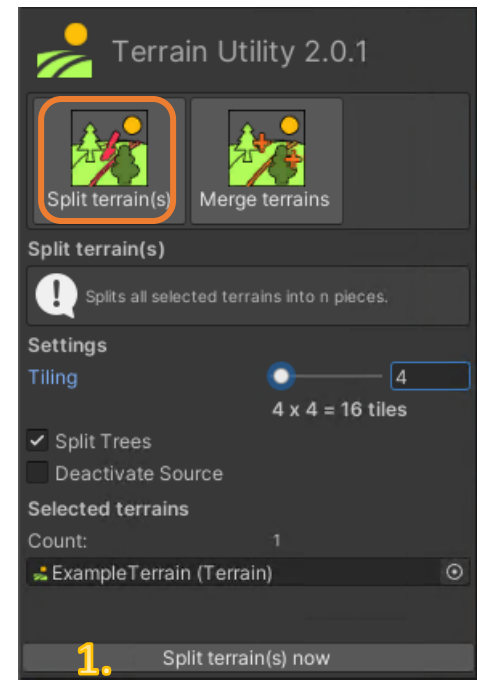 Terrain Utility 2.0.1
Split terrain(s) Merge terrains
Split terrain(s)
! Splits all selected terrains into n pieces.
Settings
Tiling 4
4 x 4 = 16 tiles
Split Trees
Deactivate Source
Selected terrains
Count: 1
ExampleTerrain (Terrain)
1. Split terrain(s) now